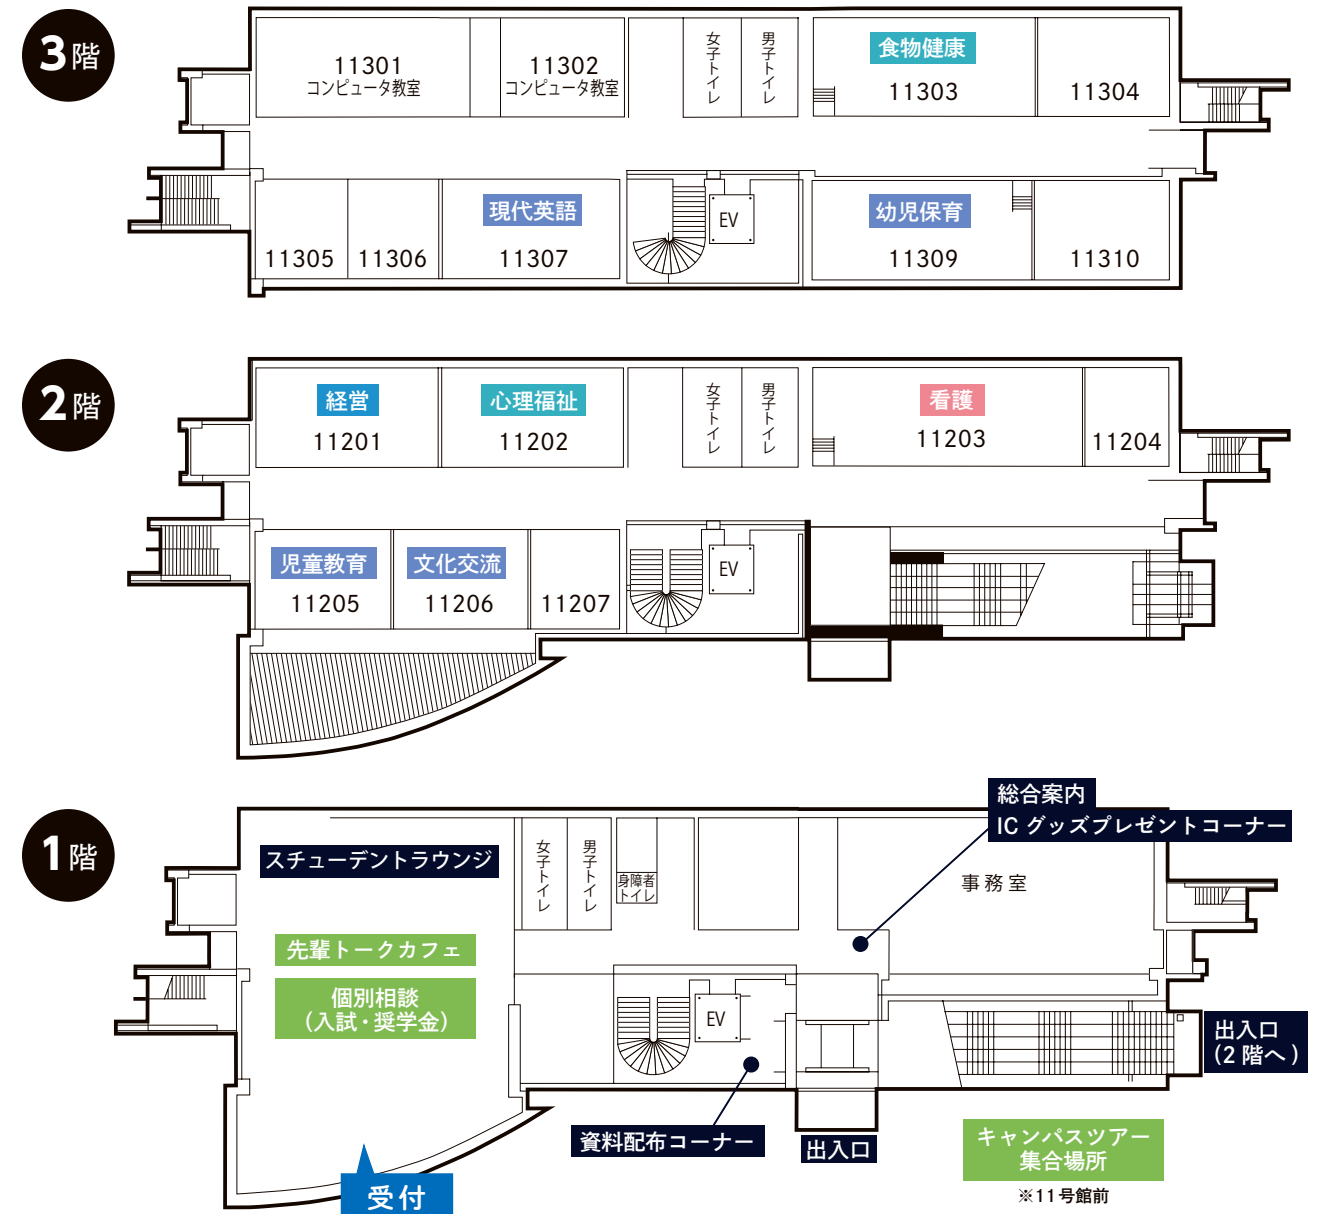 3階
11301
コンピュータ教室
11302
コンピュータ教室
女子トイレ
男子トイレ
食物健康
11303
11304
11305
11306
現代英語
11307
EV
幼児保育
11309
11310
2階
経営
11201
心理福祉
11202
女子トイレ
男子トイレ
看護
11203
11204
児童教育
11205
文化交流
11206
11207
EV
1階
スチューデントラウンジ
先輩トークカフェ
個別相談
（入試・奨学金）
受付
女子トイレ
男子トイレ
身障者
トイレ
総合案内
IC グッズプレゼントコーナー
事務室
EV
資料配布コーナー
出入口
出入口
(2 階へ )
キャンパスツアー
集合場所
※11号館前